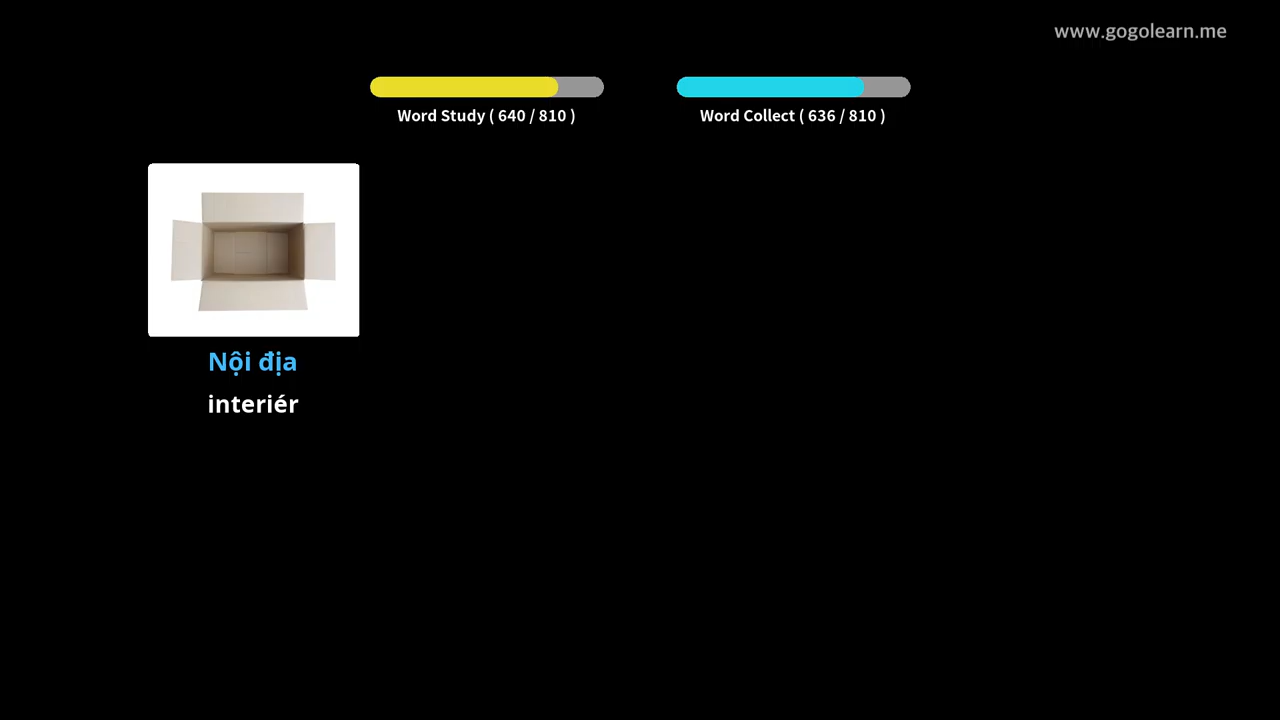 www.gogolearn.me
Word Study ( 640 / 810 )
Word Collect ( 636 / 810 )
Nội địa
interiér